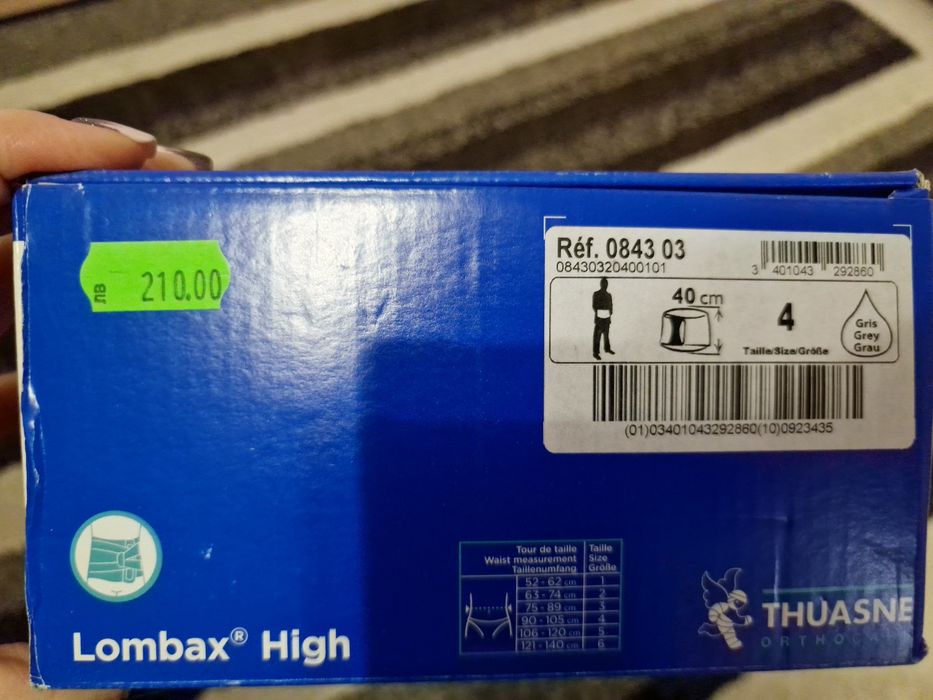 лв 210.00
Réf. 0843 03
08430320400101
3 401043 292860
40 cm
4
Taille/Size/Größe
Gris
Grey
Grau
(01)03401043292860(10)0923435
Lombax® High
Tour de taille
Waist measurement
Taillenumfang
Taille
Size
Größe
52 - 62 cm 1
63 - 74 cm 2
75 - 89 cm 3
90 - 105 cm 4
106 - 120 cm 5
121 - 140 cm 6
THUASNE